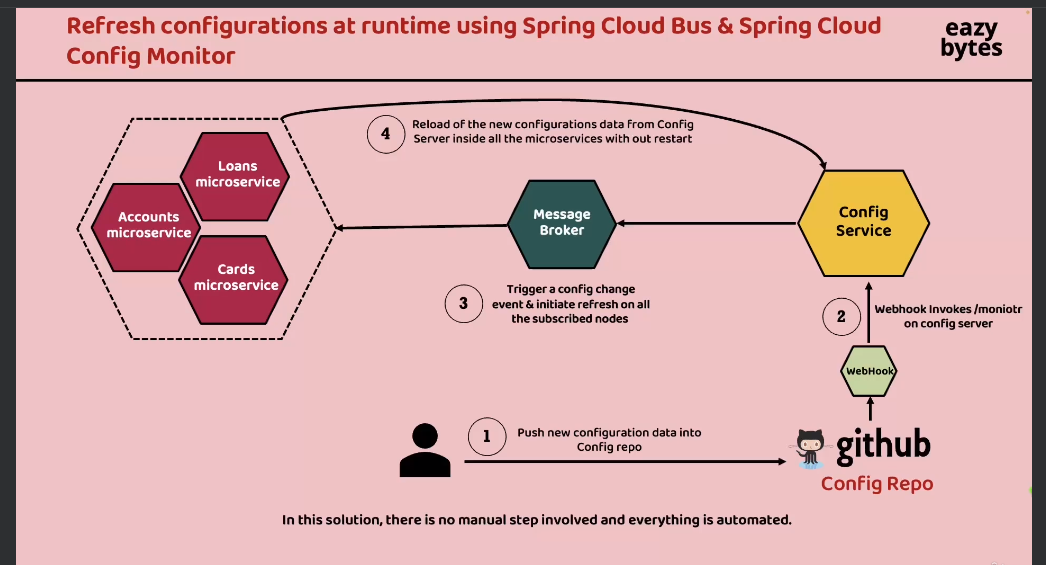 Refresh configurations at runtime using Spring Cloud Bus & Spring Cloud
Config Monitor
eazy
bytes
4
Reload of the new configurations data from Config
Server inside all the microservices with out restart
Loans
microservice
Accounts
microservice
Cards
microservice
Message
Broker
Config
Service
3
Trigger a config change
event & initiate refresh on all
the subscribed nodes
2
Webhook Invokes /moniotr
on config server
WebHook
1
Push new configuration data into
Config repo
github
Config Repo
In this solution, there is no manual step involved and everything is automated.